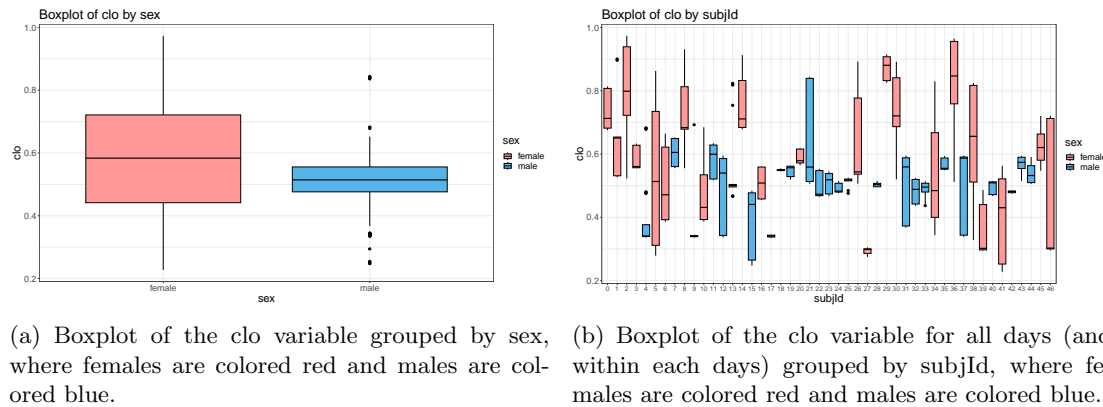 Boxplot of clo by sex
1.0
0.8
0.6
0.4
0.2
clo
female
male
sex
sex
female
male
Boxplot of clo by subjId
1.0
0.8
0.6
0.4
0.2
clo
0 1 2 3 4 5 6 7 8 9 10 11 12 13 14 15 16 17 18 19 20 21 22 23 24 25 26 27 28 29 30 31 32 33 34 35 36 37 38 39 40 41 42 43 44 45 46
subjId
sex
female
male
(a) Boxplot of the clo variable grouped by sex,
where females are colored red and males are col-
ored blue.
(b) Boxplot of the clo variable for all days (and
within each days) grouped by subjId, where fe-
males are colored red and males are colored blue.